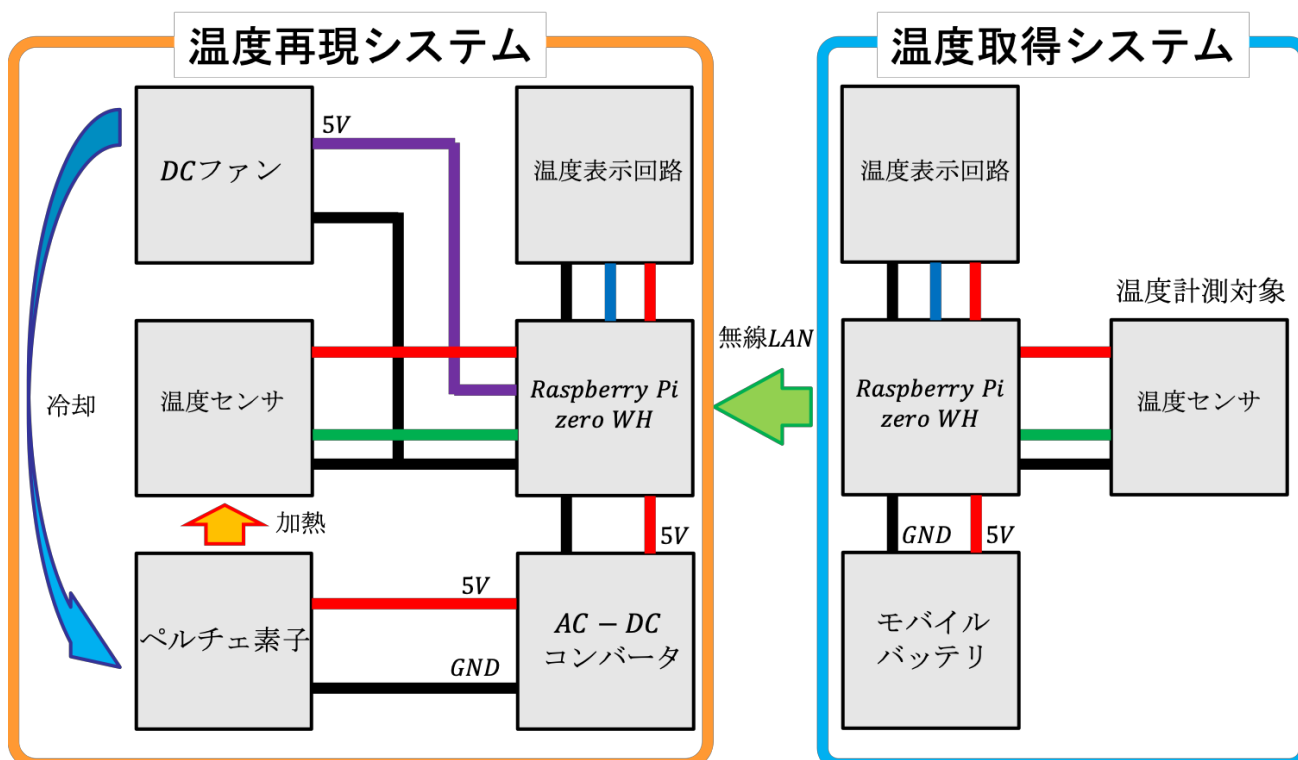 温度再現システム
温度取得システム
DCファン
5V
温度表示回路
温度表示回路
温度計測対象
無線LAN
冷却
温度センサ
Raspberry Pi
zero WH
Raspberry Pi
zero WH
温度センサ
加熱
5V
GND
5V
ペルチェ素子
5V
GND
AC − DC
コンバータ
モバイル
バッテリ